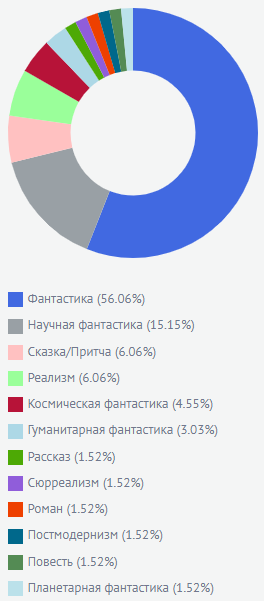 Фантастика (56.06%)
Научная фантастика (15.15%)
Сказка/Притча (6.06%)
Реализм (6.06%)
Космическая фантастика (4.55%)
Гуманитарная фантастика (3.03%)
Рассказ (1.52%)
Сюрреализм (1.52%)
Роман (1.52%)
Постмодернизм (1.52%)
Повесть (1.52%)
Планетарная фантастика (1.52%)